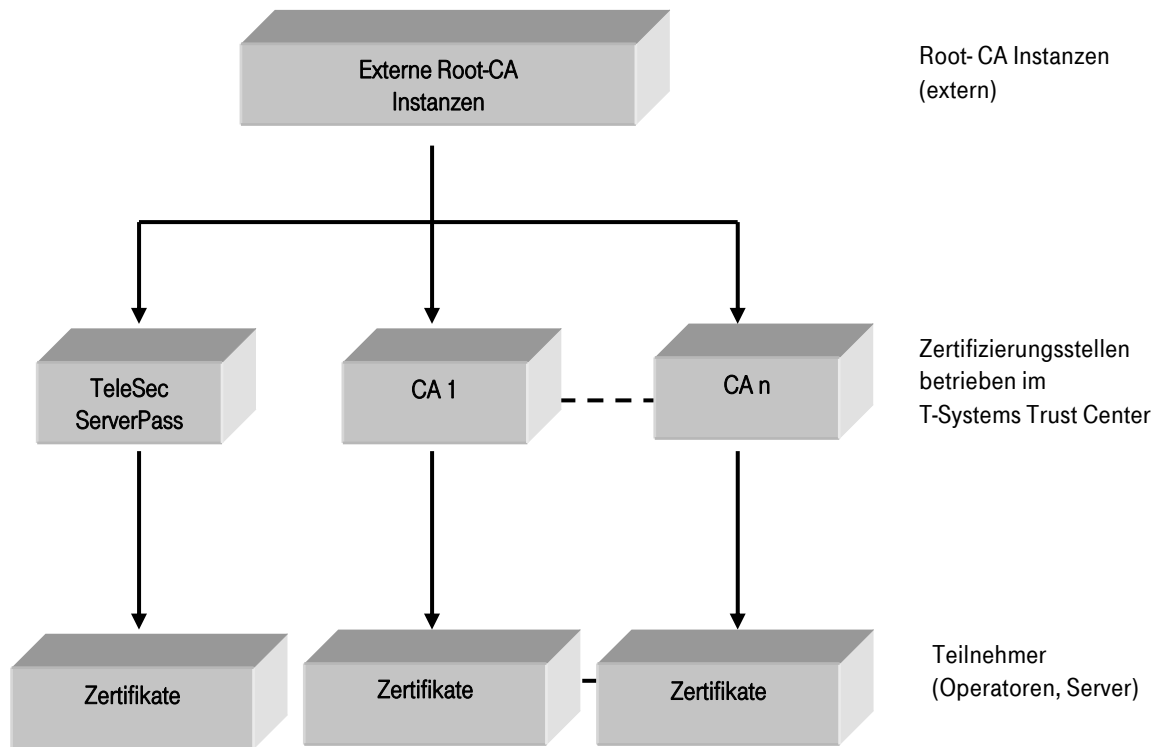 Externe Root-CA
Instanzen
Root- CA Instanzen
(extern)
TeleSec
ServerPass
CA 1
CA n
Zertifizierungsstellen
betrieben im
T-Systems Trust Center
Zertifikate
Zertifikate
Zertifikate
Teilnehmer
(Operatoren, Server)